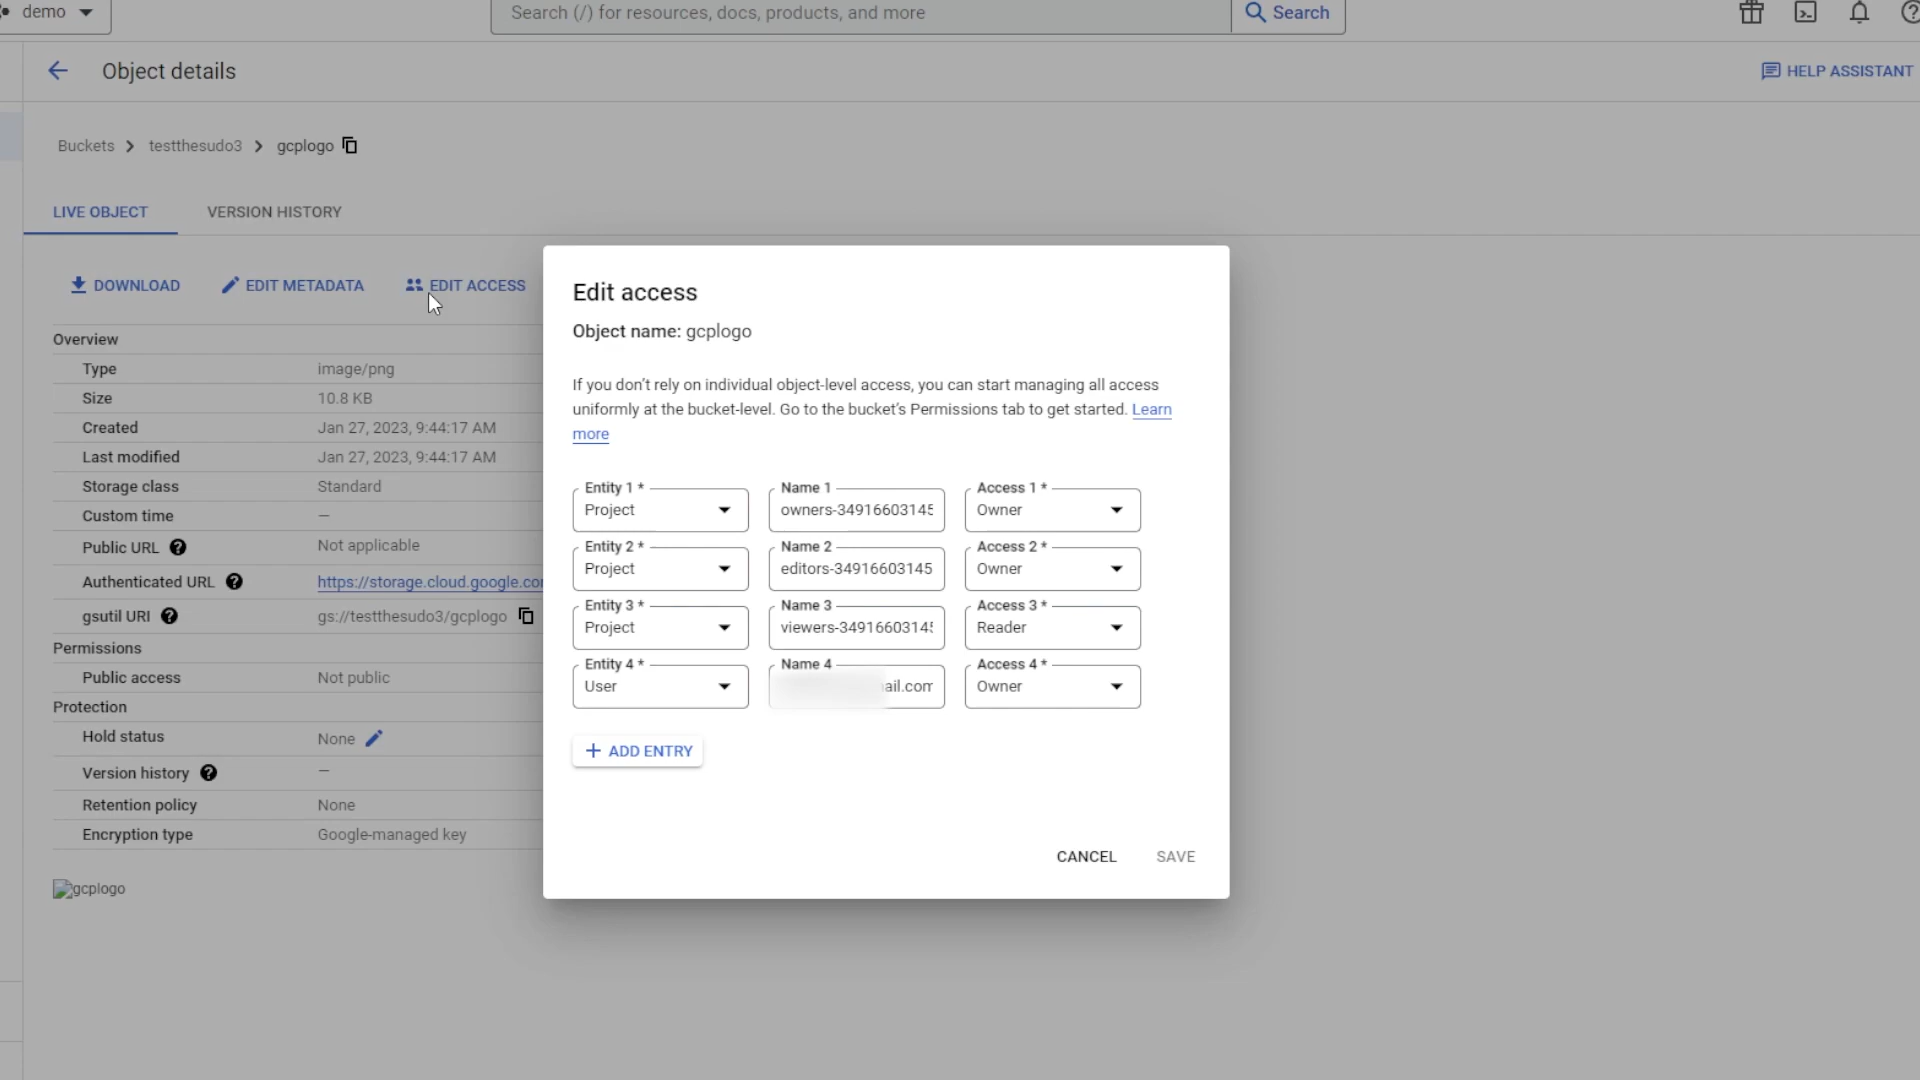 demo
Search (/) for resources, docs, products, and more
Search
Object details
HELP ASSISTANT
Buckets
testthesudo3
gcplogo
LIVE OBJECT
VERSION HISTORY
DOWNLOAD
EDIT METADATA
EDIT ACCESS
Overview
Type image/png
Size 10.8 KB
Created Jan 27, 2023, 9:44:17 AM
Last modified Jan 27, 2023, 9:44:17 AM
Storage class Standard
Custom time —
Public URL Not applicable
Authenticated URL https://storage.cloud.google.co
gsutil URI gs://testthesudo3/gcplogo
Permissions
Public access Not public
Protection
Hold status None
Version history —
Retention policy None
Encryption type Google-managed key
gcplogo
Edit access
Object name: gcplogo
If you don't rely on individual object-level access, you can start managing all access
uniformly at the bucket-level. Go to the bucket's Permissions tab to get started. Learn
more
Entity 1 * Name 1 Access 1 *
Project owners-34916603145 Owner
Entity 2 * Name 2 Access 2 *
Project editors-34916603145 Owner
Entity 3 * Name 3 Access 3 *
Project viewers-3491660314 Reader
Entity 4 * Name 4 Access 4 *
User ail.com Owner
+ ADD ENTRY
CANCEL
SAVE